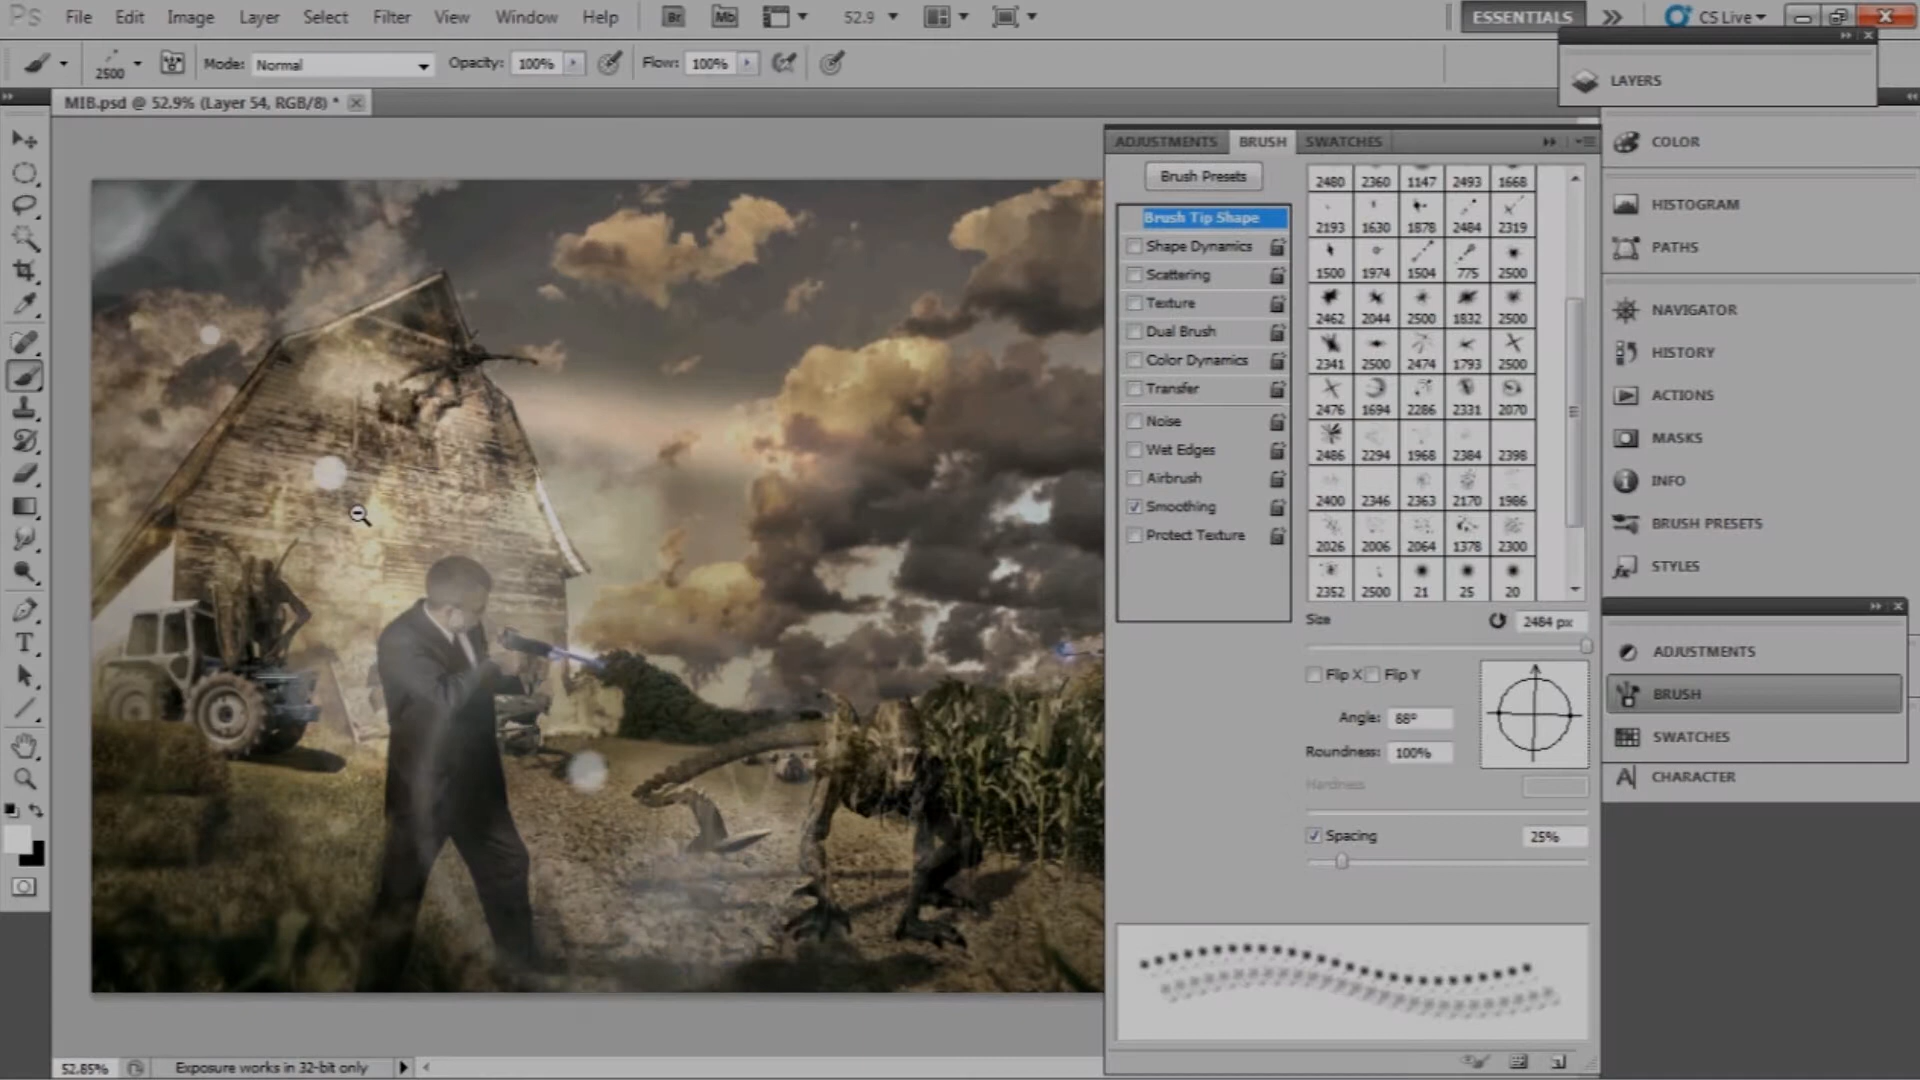 Ps File Edit Image Layer Select Filter View Window Help Br Mb 52.9 ESSENTIALS CS Live
2500 Mode: Normal Opacity: 100% Flow: 100%
LAYERS
MIB.psd @ 52.9% (Layer 54, RGB/8) *
ADJUSTMENTS BRUSH SWATCHES
Brush Presets
Brush Tip Shape
Shape Dynamics
Scattering
Texture
Dual Brush
Color Dynamics
Transfer
Noise
Wet Edges
Airbrush
Smoothing
Protect Texture
2480 2360 1147 2493 1668
2193 1630 1878 2484 2319
1500 1974 1504 775 2500
2462 2044 2500 1832 2500
2341 2500 2474 1793 2500
2476 1694 2286 2331 2070
2486 2294 1968 2384 2398
2400 2346 2363 2170 1986
2026 2006 2064 1378 2300
2352 2500 21 25 20
Size 2484 px
Flip X Flip Y
Angle: 88°
Roundness: 100%
Hardness
Spacing 25%
COLOR
HISTOGRAM
PATHS
NAVIGATOR
HISTORY
ACTIONS
MASKS
INFO
BRUSH PRESETS
STYLES
ADJUSTMENTS
BRUSH
SWATCHES
CHARACTER
52.85% Exposure works in 32-bit only